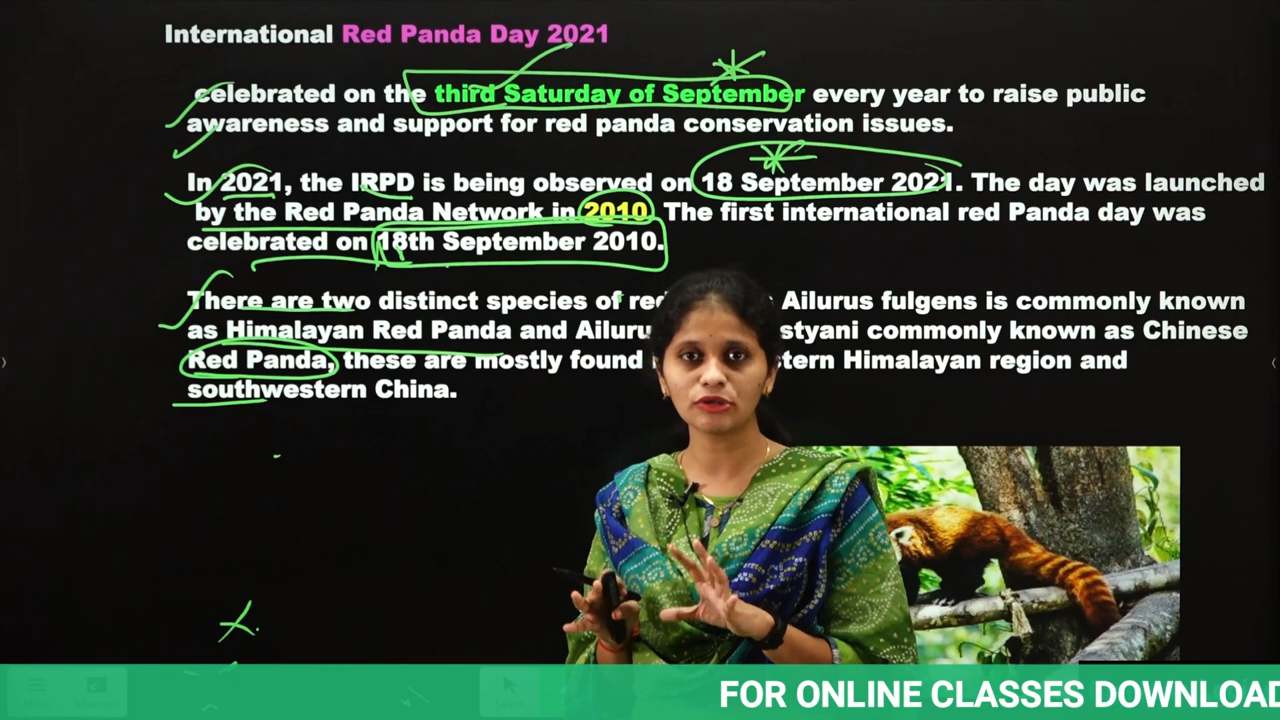 International Red Panda Day 2021
celebrated on the third Saturday of September every year to raise public
awareness and support for red panda conservation issues.
In 2021, the IRPD is being observed on 18 September 2021. The day was launched
by the Red Panda Network in 2010. The first international red Panda day was
celebrated on 18th September 2010.
There are two distinct species of red Ailurus fulgens is commonly known
as Himalayan Red Panda and Ailuru styani commonly known as Chinese
Red Panda, these are mostly found tern Himalayan region and
southwestern China.
FOR ONLINE CLASSES DOWNLOAD